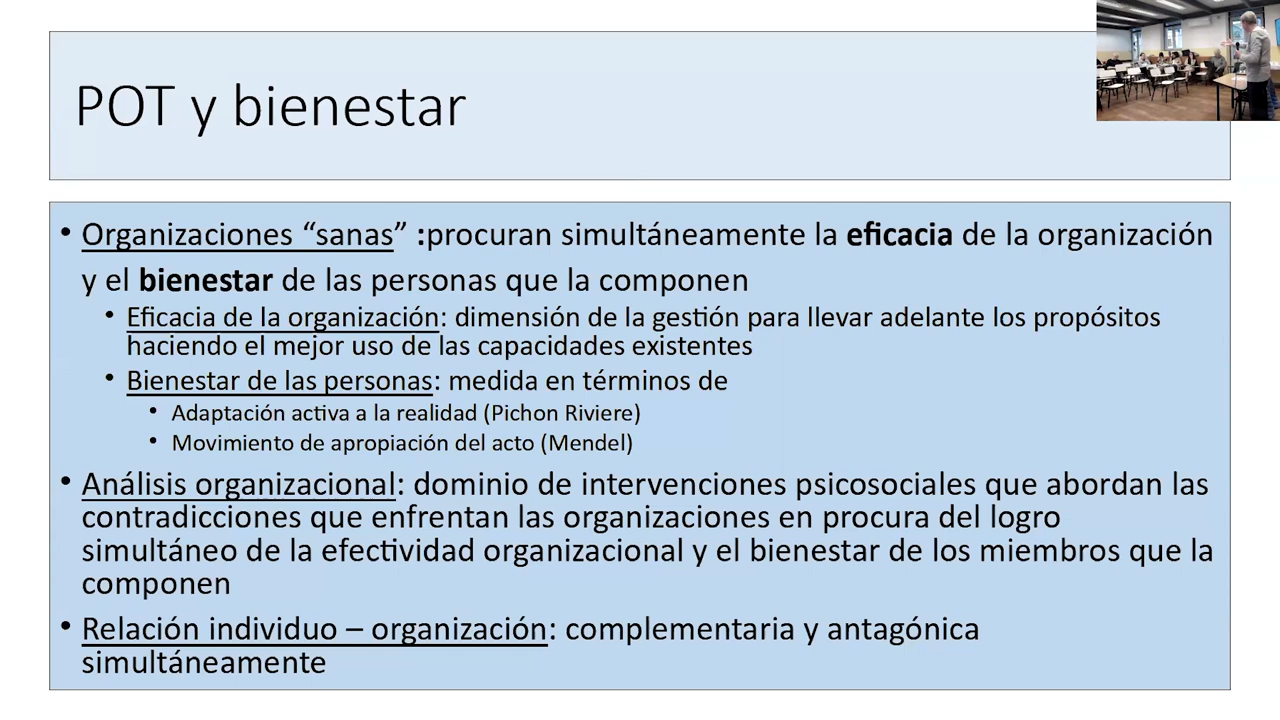 POT y bienestar
• Organizaciones “sanas” :procuran simultáneamente la eficacia de la organización
y el bienestar de las personas que la componen
• Eficacia de la organización: dimensión de la gestión para llevar adelante los propósitos
haciendo el mejor uso de las capacidades existentes
• Bienestar de las personas: medida en términos de
• Adaptación activa a la realidad (Pichon Riviere)
• Movimiento de apropiación del acto (Mendel)
• Análisis organizacional: dominio de intervenciones psicosociales que abordan las
contradicciones que enfrentan las organizaciones en procura del logro
simultáneo de la efectividad organizacional y el bienestar de los miembros que la
componen
• Relación individuo – organización: complementaria y antagónica
simultáneamente